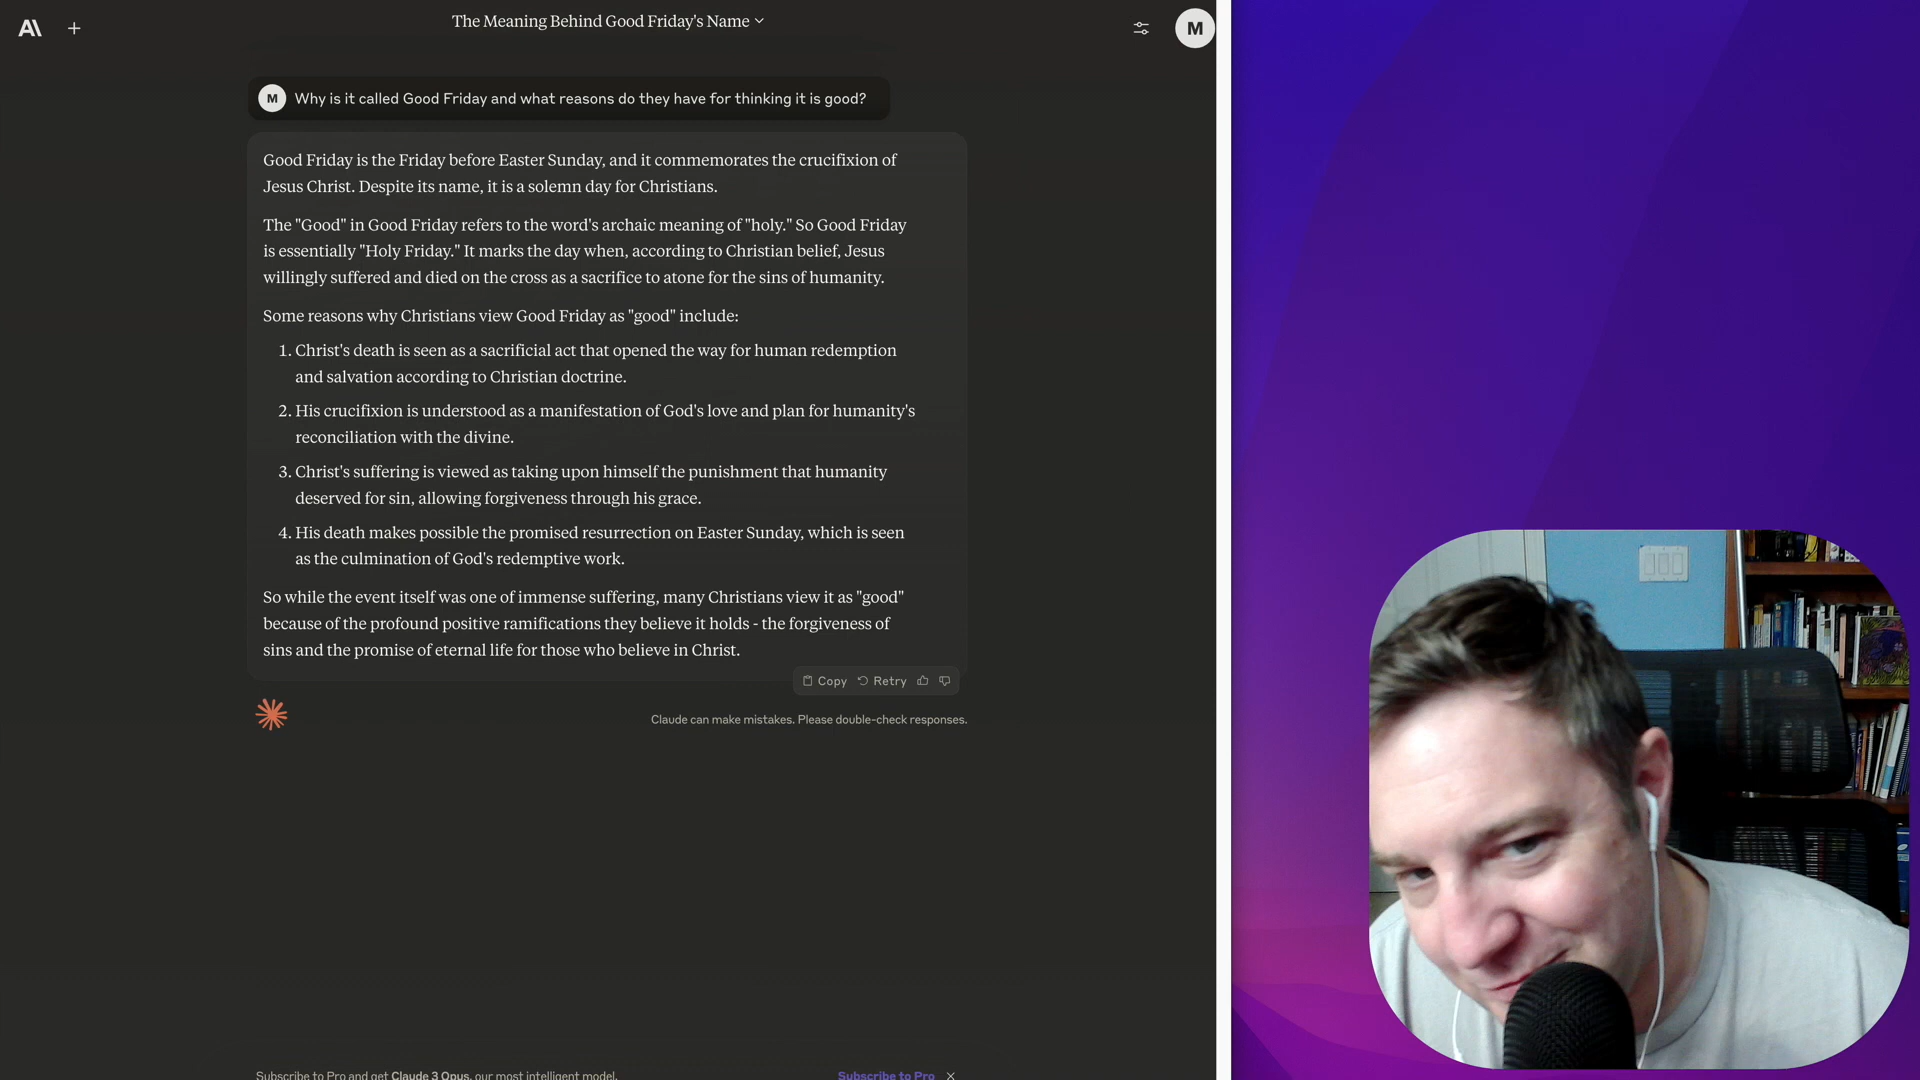 A\
The Meaning Behind Good Friday's Name
M
M Why is it called Good Friday and what reasons do they have for thinking it is good?
Good Friday is the Friday before Easter Sunday, and it commemorates the crucifixion of
Jesus Christ. Despite its name, it is a solemn day for Christians.
The "Good" in Good Friday refers to the word's archaic meaning of "holy." So Good Friday
is essentially "Holy Friday." It marks the day when, according to Christian belief, Jesus
willingly suffered and died on the cross as a sacrifice to atone for the sins of humanity.
Some reasons why Christians view Good Friday as "good" include:
1. Christ's death is seen as a sacrificial act that opened the way for human redemption
and salvation according to Christian doctrine.
2. His crucifixion is understood as a manifestation of God's love and plan for humanity's
reconciliation with the divine.
3. Christ's suffering is viewed as taking upon himself the punishment that humanity
deserved for sin, allowing forgiveness through his grace.
4. His death makes possible the promised resurrection on Easter Sunday, which is seen
as the culmination of God's redemptive work.
So while the event itself was one of immense suffering, many Christians view it as "good"
because of the profound positive ramifications they believe it holds - the forgiveness of
sins and the promise of eternal life for those who believe in Christ.
Copy Retry
Claude can make mistakes. Please double-check responses.
Subscribe to Pro and get Claude 3 Opus, our most intelligent model. Subscribe to Pro